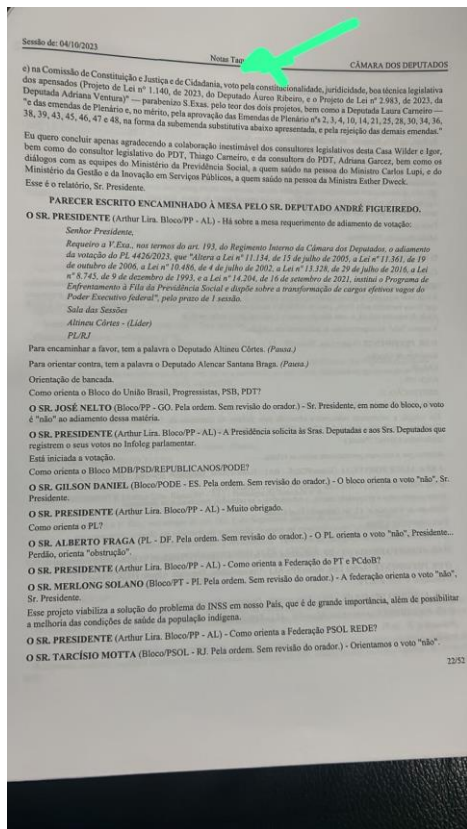 Sessão de: 04/10/2023
Notas Taq
CÂMARA DOS DEPUTADOS
e) na Comissão de Constituição e Justiça e de Cidadania, voto pela constitucionalidade, juridicidade, boa técnica legislativa
dos apensados (Projeto de Lei nº 1.140, de 2023, do Deputado Áureo Ribeiro, e o Projeto de Lei nº 2.983, de 2023, da
Deputada Adriana Ventura)" — parabenizo S.Exas. pelo teor dos dois projetos, bem como a Deputada Laura Carneiro —
"e das emendas de Plenário e, no mérito, pela aprovação das Emendas de Plenário nºs 2, 3, 4, 10, 14, 21, 25, 28, 30, 34, 36,
38, 39, 43, 45, 46, 47 e 48, na forma da subemenda substitutiva abaixo apresentada, e pela rejeição das demais emendas."
Eu quero concluir apenas agradecendo a colaboração inestimável dos consultores legislativos desta Casa Wilder e Igor,
bem como do consultor legislativo do PDT, Thiago Carneiro, e da consultora do PDT, Adriana Garcez, bem como os
diálogos com as equipes do Ministério da Previdência Social, a quem saúdo na pessoa do Ministro Carlos Lupi, e do
Ministério da Gestão e da Inovação em Serviços Públicos, a quem saúdo na pessoa da Ministra Esther Dweck.
Esse é o relatório, Sr. Presidente.
PARECER ESCRITO ENCAMINHADO À MESA PELO SR. DEPUTADO ANDRÉ FIGUEIREDO.
O SR. PRESIDENTE (Arthur Lira. Bloco/PP - AL) - Há sobre a mesa requerimento de adiamento de votação:
Senhor Presidente,
Requeiro a V.Exa., nos termos do art. 193, do Regimento Interno da Câmara dos Deputados, o adiamento
da votação do PL 4426/2023, que "Altera a Lei nº 11.134, de 15 de julho de 2005, a Lei nº 11.361, de 19
de outubro de 2006, a Lei nº 10.486, de 4 de julho de 2002, a Lei nº 13.328, de 29 de julho de 2016, a Lei
nº 8.745, de 9 de dezembro de 1993, e a Lei nº 14.204, de 16 de setembro de 2021, institui o Programa de
Enfrentamento à Fila da Previdência Social e dispõe sobre a transformação de cargos efetivos vagos do
Poder Executivo federal", pelo prazo de 1 sessão.
Sala das Sessões
Altineu Côrtes - (Líder)
PL/RJ
Para encaminhar a favor, tem a palavra o Deputado Altineu Côrtes. (Pausa.)
Para orientar contra, tem a palavra o Deputado Alencar Santana Braga. (Pausa.)
Orientação de bancada.
Como orienta o Bloco do União Brasil, Progressistas, PSB, PDT?
O SR. JOSÉ NELTO (Bloco/PP - GO. Pela ordem. Sem revisão do orador.) - Sr. Presidente, em nome do bloco, o voto
é "não" ao adiamento dessa matéria.
O SR. PRESIDENTE (Arthur Lira. Bloco/PP - AL) - A Presidência solicita às Sras. Deputadas e aos Srs. Deputados que
registrem o seus votos no Infoleg parlamentar.
Está iniciada a votação.
Como orienta o Bloco MDB/PSD/REPUBLICANOS/PODE?
O SR. GILSON DANIEL (Bloco/PODE - ES. Pela ordem. Sem revisão do orador.) - O bloco orienta o voto "não", Sr.
Presidente.
O SR. PRESIDENTE (Arthur Lira. Bloco/PP - AL) - Muito obrigado.
Como orienta o PL?
O SR. ALBERTO FRAGA (PL - DF. Pela ordem. Sem revisão do orador.) - O PL orienta o voto "não", Presidente...
Perdão, orienta "obstrução".
O SR. PRESIDENTE (Arthur Lira. Bloco/PP - AL) - Como orienta a Federação do PT e PCdoB?
O SR. MERLONG SOLANO (Bloco/PT - PI. Pela ordem. Sem revisão do orador.) - A federação orienta o voto "não",
Sr. Presidente.
Esse projeto viabiliza a solução do problema do INSS em nosso País, que é de grande importância, além de possibilitar
a melhoria das condições de saúde da população indígena.
O SR. PRESIDENTE (Arthur Lira. Bloco/PP - AL) - Como orienta a Federação PSOL REDE?
O SR. TARCÍSIO MOTTA (Bloco/PSOL - RJ. Pela ordem. Sem revisão do orador.) - Orientamos o voto "não".
22/52